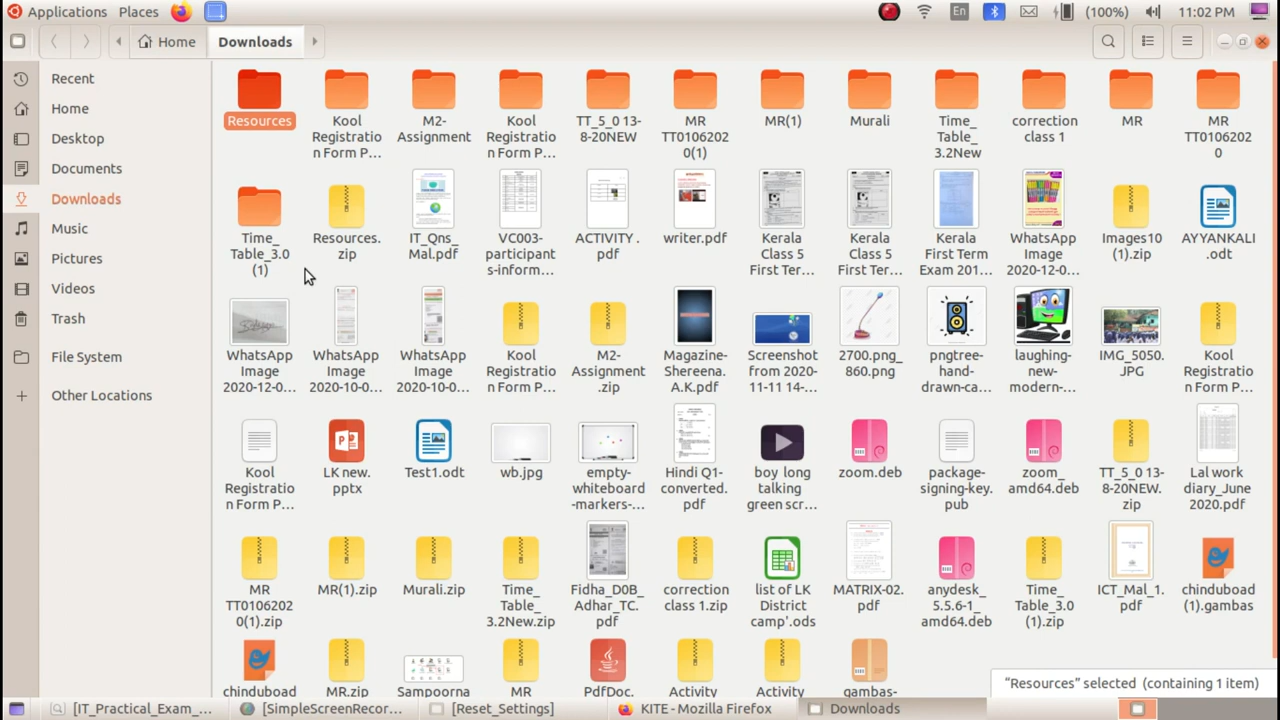 Applications Places En (100%) 11:02 PM
Home Downloads
Recent
Home
Desktop
Documents
Downloads
Music
Pictures
Videos
Trash
File System
Other Locations
Resources
Kool
Registratio
n Form P...
M2-
Assignment
Kool
Registratio
n Form P...
TT_5_0 13-
8-20NEW
MR
TT0106202
0(1)
MR(1)
Murali
Time_
Table_
3.2New
correction
class 1
MR
MR
TT0106202
0
Time_
Table_3.0
(1)
Resources.
zip
IT_Qns_
Mal.pdf
VC003-
participant
s-inform...
ACTIVITY .
pdf
writer.pdf
Kerala
Class 5
First Ter...
Kerala
Class 5
First Ter...
Kerala
First Term
Exam 201...
WhatsApp
Image
2020-12-0...
Images10
(1).zip
AYYANKALI
.odt
WhatsApp
Image
2020-12-0...
WhatsApp
Image
2020-10-0...
WhatsApp
Image
2020-10-0...
Kool
Registratio
n Form P...
M2-
Assignment
.zip
Magazine-
Shereena.
A.K.pdf
Screenshot
from 2020-
11-11 14-...
2700.png_
860.png
pngtree-
hand-
drawn-ca...
laughing-
new-
modern-...
IMG_5050.
JPG
Kool
Registratio
n Form P...
Kool
Registratio
n Form P...
LK new.
pptx
Test1.odt
wb.jpg
empty-
whiteboard
-markers-...
Hindi Q1-
converted.
pdf
boy long
talking
green scr...
zoom.deb
package-
signing-key.
pub
zoom_
amd64.deb
TT_5_0 13-
8-20NEW.
zip
Lal work
diary_June
2020.pdf
MR
TT0106202
0(1).zip
MR(1).zip
Murali.zip
Time_
Table_
3.2New.zip
Fidha_D0B_
Adhar_TC.
pdf
correction
class 1.zip
list of LK
District
camp'.ods
MATRIX-02.
pdf
anydesk_
5.5.6-1_
amd64.deb
Time_
Table_3.0
(1).zip
ICT_Mal_1.
pdf
chinduboad
(1).gambas
chinduboad
MR.zip
Sampoorna
MR
PdfDoc.
Activity
Activity
gambas-
"Resources" selected (containing 1 item)
[IT_Practical_Exam_... [SimpleScreenRecor... [Reset_Settings] KITE - Mozilla Firefox Downloads